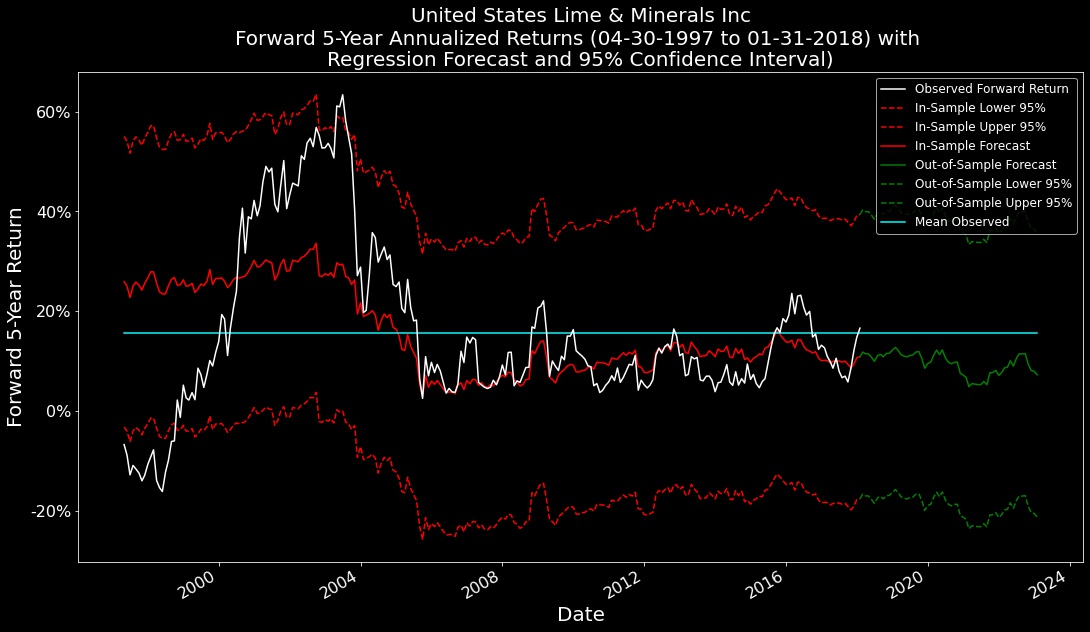 United States Lime & Minerals Inc
Forward 5-Year Annualized Returns (04-30-1997 to 01-31-2018) with
Regression Forecast and 95% Confidence Interval)
Observed Forward Return
In-Sample Lower 95%
In-Sample Upper 95%
In-Sample Forecast
Out-of-Sample Forecast
Out-of-Sample Lower 95%
Out-of-Sample Upper 95%
Mean Observed
Forward 5-Year Return
60%
40%
20%
0%
-20%
2000
2004
2008
2012
2016
2020
2024
Date